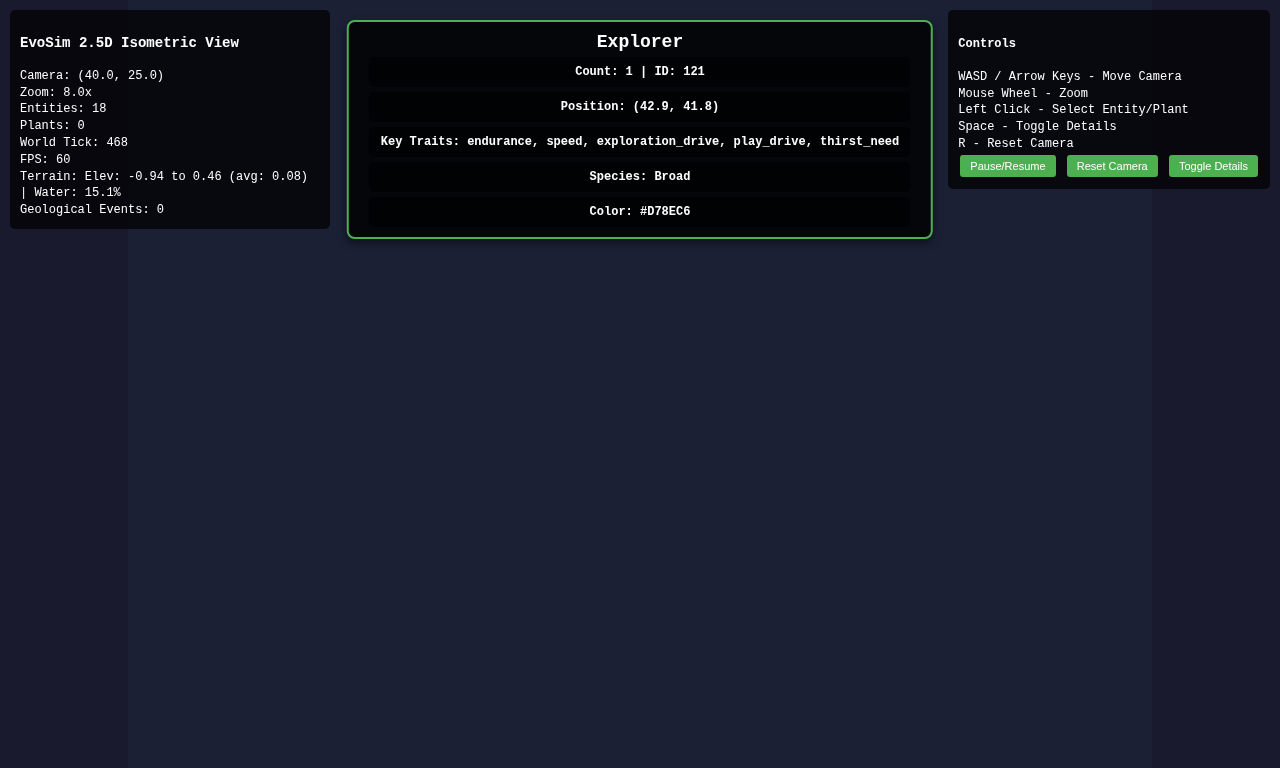 EvoSim 2.5D Isometric View
Camera: (40.0, 25.0)
Zoom: 8.0x
Entities: 18
Plants: 0
World Tick: 468
FPS: 60
Terrain: Elev: -0.94 to 0.46 (avg: 0.08)
| Water: 15.1%
Geological Events: 0
Explorer
Count: 1 | ID: 121
Position: (42.9, 41.8)
Key Traits: endurance, speed, exploration_drive, play_drive, thirst_need
Species: Broad
Color: #D78EC6
Controls
WASD / Arrow Keys - Move Camera
Mouse Wheel - Zoom
Left Click - Select Entity/Plant
Space - Toggle Details
R - Reset Camera
Pause/Resume Reset Camera Toggle Details